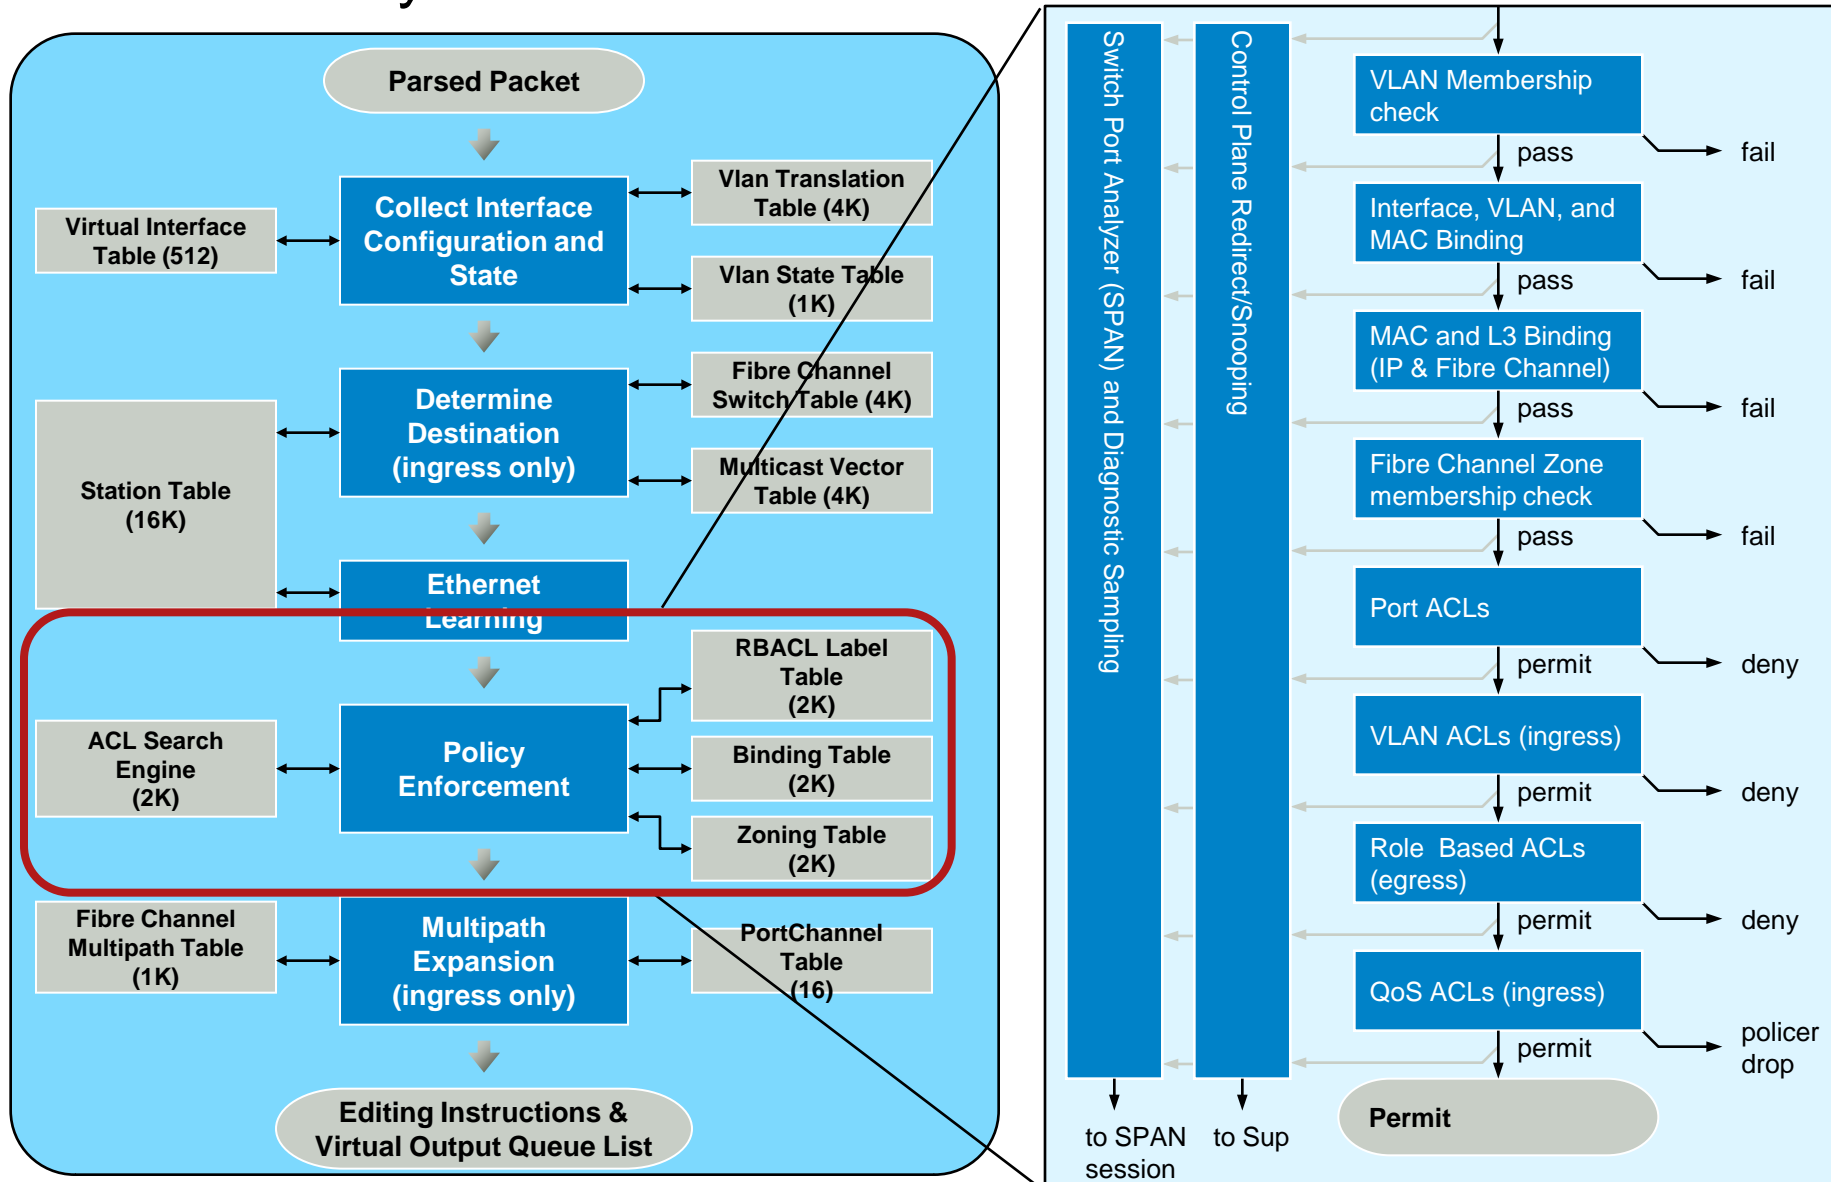 Parsed Packet
Collect Interface
Configuration and
State
Vlan Translation
Table (4K)
Virtual Interface
Table (512)
Vlan State Table
(1K)
Determine
Destination
(ingress only)
Fibre Channel
Switch Table (4K)
Multicast Vector
Table (4K)
Station Table
(16K)
Ethernet
Learning
RBACL Label
Table
(2K)
ACL Search
Engine
(2K)
Policy
Enforcement
Binding Table
(2K)
Zoning Table
(2K)
Fibre Channel
Multipath Table
(1K)
Multipath
Expansion
(ingress only)
PortChannel
Table
(16)
Editing Instructions &
Virtual Output Queue List
Switch Port Analyzer (SPAN) and Diagnostic Sampling
Control Plane Redirect/Snooping
VLAN Membership
check
pass
fail
Interface, VLAN, and
MAC Binding
pass
fail
MAC and L3 Binding
(IP & Fibre Channel)
pass
fail
Fibre Channel Zone
membership check
pass
fail
Port ACLs
permit
deny
VLAN ACLs (ingress)
permit
deny
Role Based ACLs
(egress)
permit
deny
QoS ACLs (ingress)
permit
policer
drop
Permit
to SPAN
session
to Sup